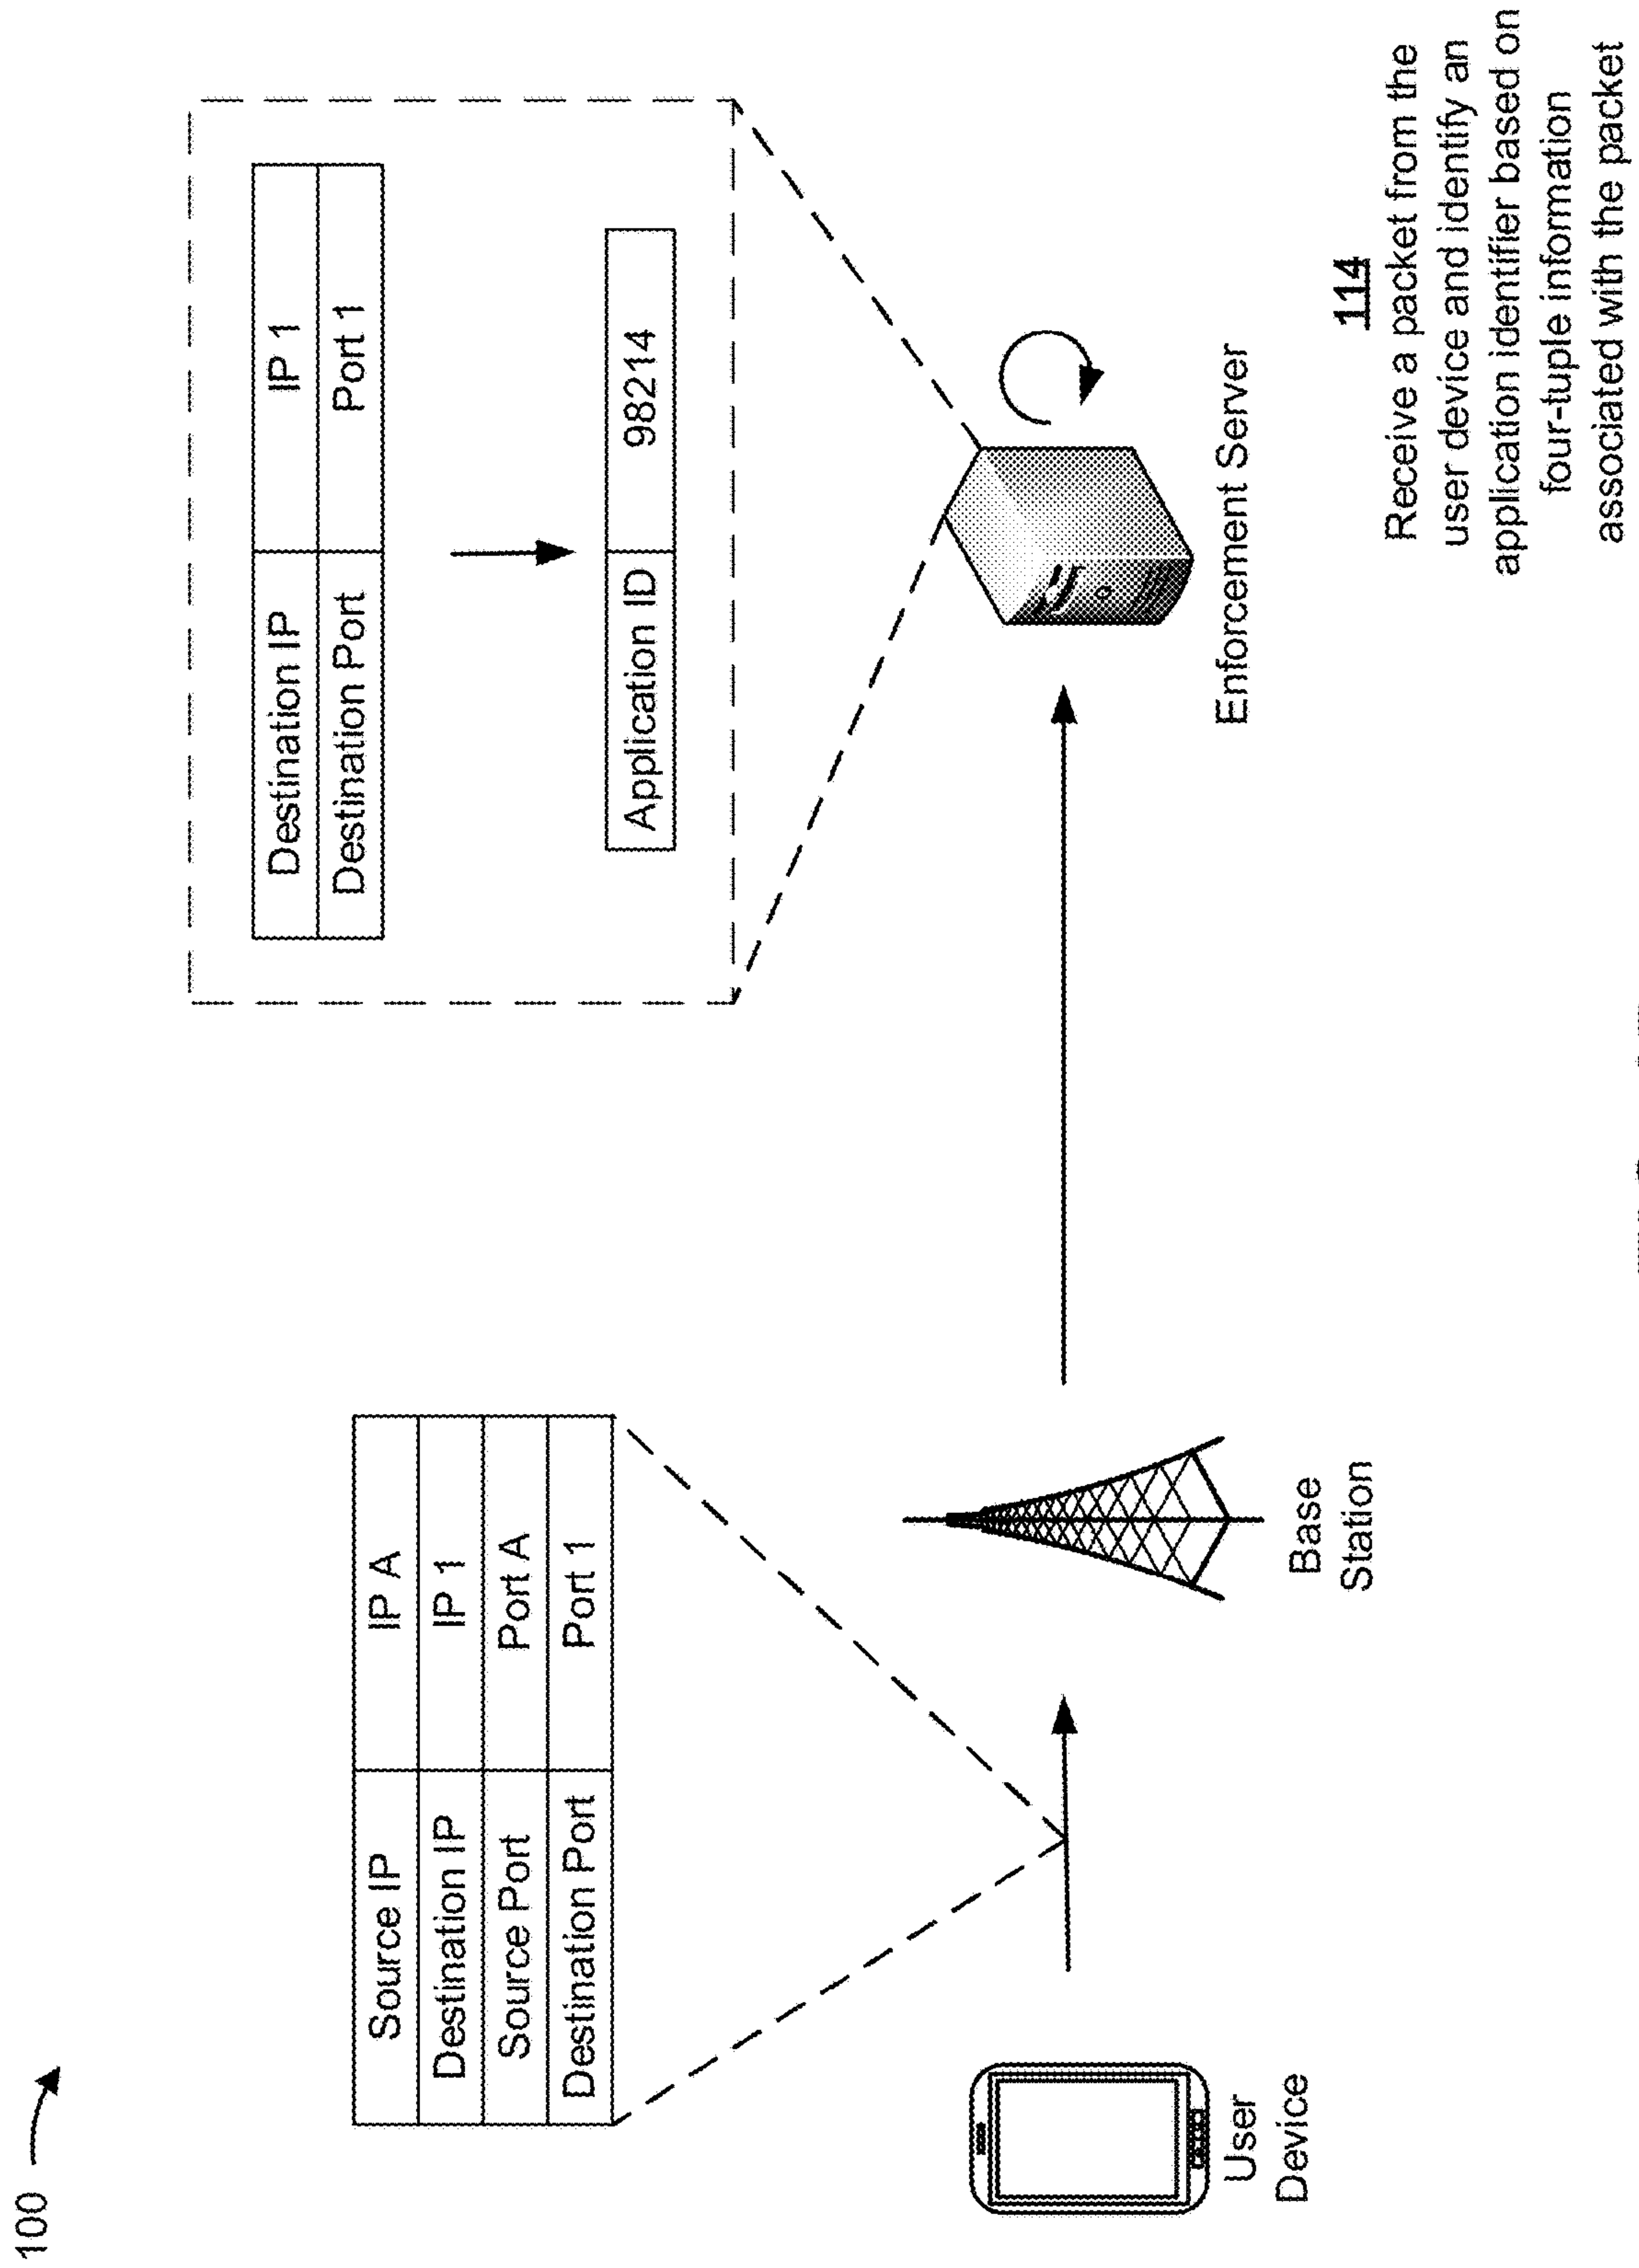 100
Source IP IP A
Destination IP IP 1
Source Port Port A
Destination Port Port 1
Destination IP IP 1
Destination Port Port 1
Application ID 98214
User
Device
Base
Station
Enforcement Server
114
Receive a packet from the
user device and identify an
application identifier based on
four-tuple information
associated with the packet